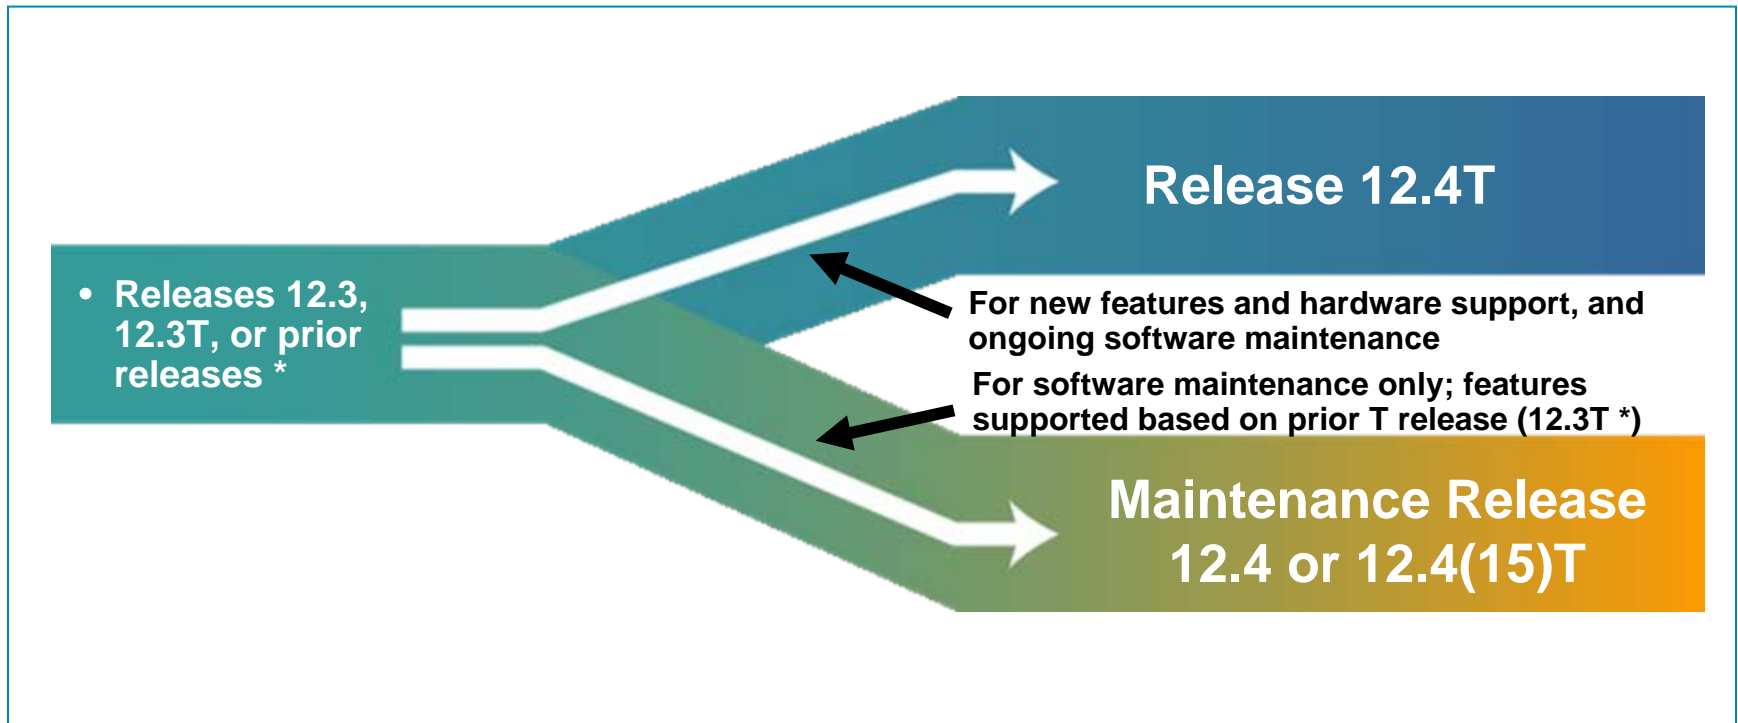 • Releases 12.3,
12.3T, or prior
releases *
Release 12.4T
For new features and hardware support, and
ongoing software maintenance
For software maintenance only; features
supported based on prior T release (12.3T *)
Maintenance Release
12.4 or 12.4(15)T